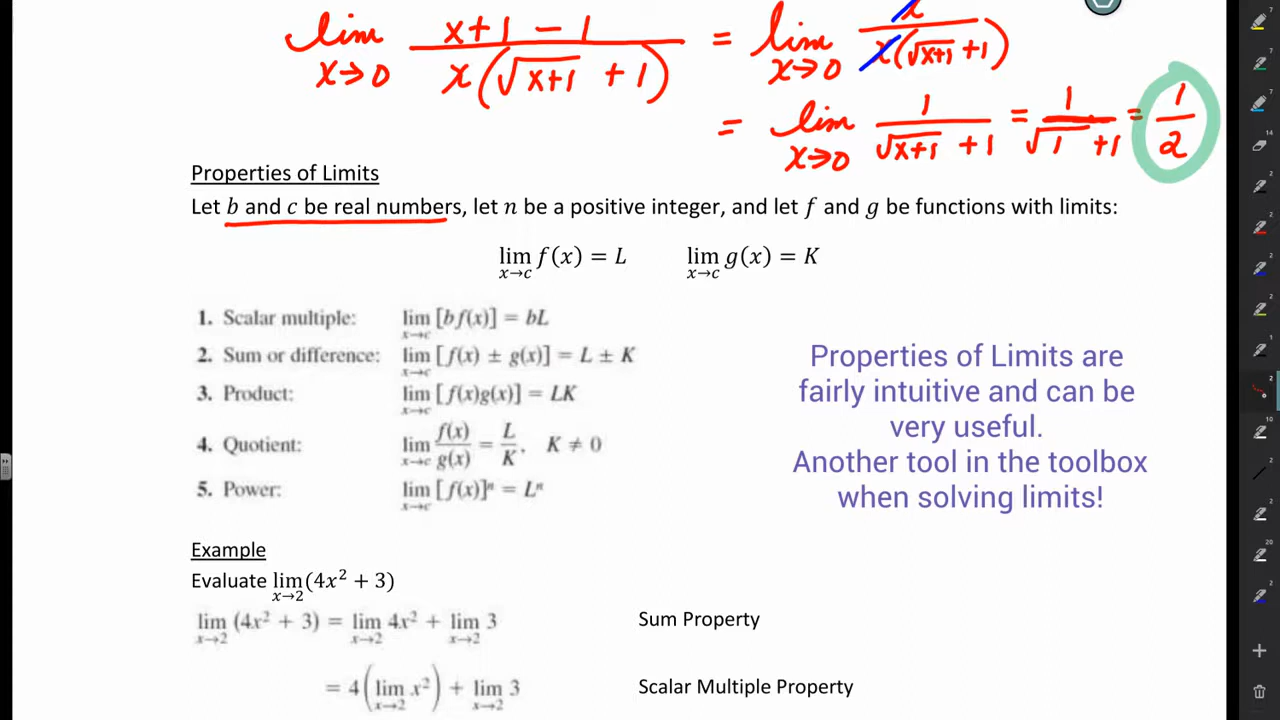 lim x→0 (x+1 − 1)/(x(√(x+1) + 1)) = lim x→0 x/(x(√(x+1) + 1))
= lim x→0 1/(√(x+1) + 1) = 1/(√1 + 1) = 1/2
Properties of Limits
Let b and c be real numbers, let n be a positive integer, and let f and g be functions with limits:
lim x→c f(x) = L lim x→c g(x) = K
1. Scalar multiple: lim x→c [b f(x)] = bL
2. Sum or difference: lim x→c [f(x) ± g(x)] = L ± K
3. Product: lim x→c [f(x)g(x)] = LK
4. Quotient: lim x→c f(x)/g(x) = L/K, K ≠ 0
5. Power: lim x→c [f(x)]ⁿ = Lⁿ
Properties of Limits are
fairly intuitive and can be
very useful.
Another tool in the toolbox
when solving limits!
Example
Evaluate lim x→2 (4x² + 3)
lim x→2 (4x² + 3) = lim x→2 4x² + lim x→2 3 Sum Property
= 4(lim x→2 x²) + lim x→2 3 Scalar Multiple Property